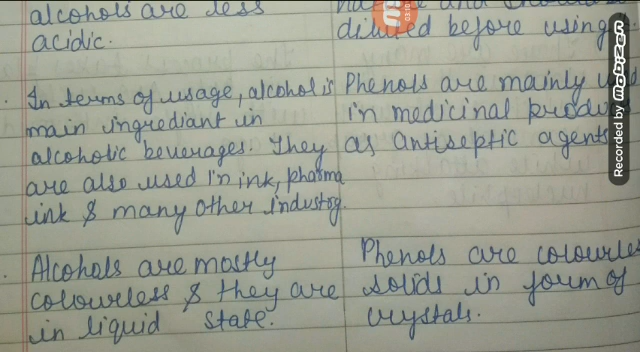 alcohols are less
acidic.
diluted before using
In terms of usage, alcohol is
main ingrediant in
alcoholic beverages. They
are also used in ink, pharma
ink & many other industry.
Phenols are mainly
in medicinal
as antiseptic agents
Alcohols are mostly
colourless & they are
in liquid state.
Phenols are
solids in form of
crystals.
Recorded by MOBIZEN